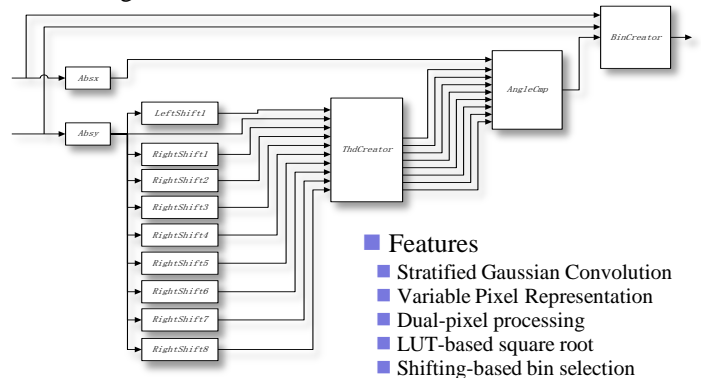 BinCreator
Absx
AngleCmp
LeftShift1
Absy
ThdCreator
RightShift1
RightShift2
RightShift3
RightShift4
RightShift5
RightShift6
RightShift7
RightShift8
Features
Stratified Gaussian Convolution
Variable Pixel Representation
Dual-pixel processing
LUT-based square root
Shifting-based bin selection